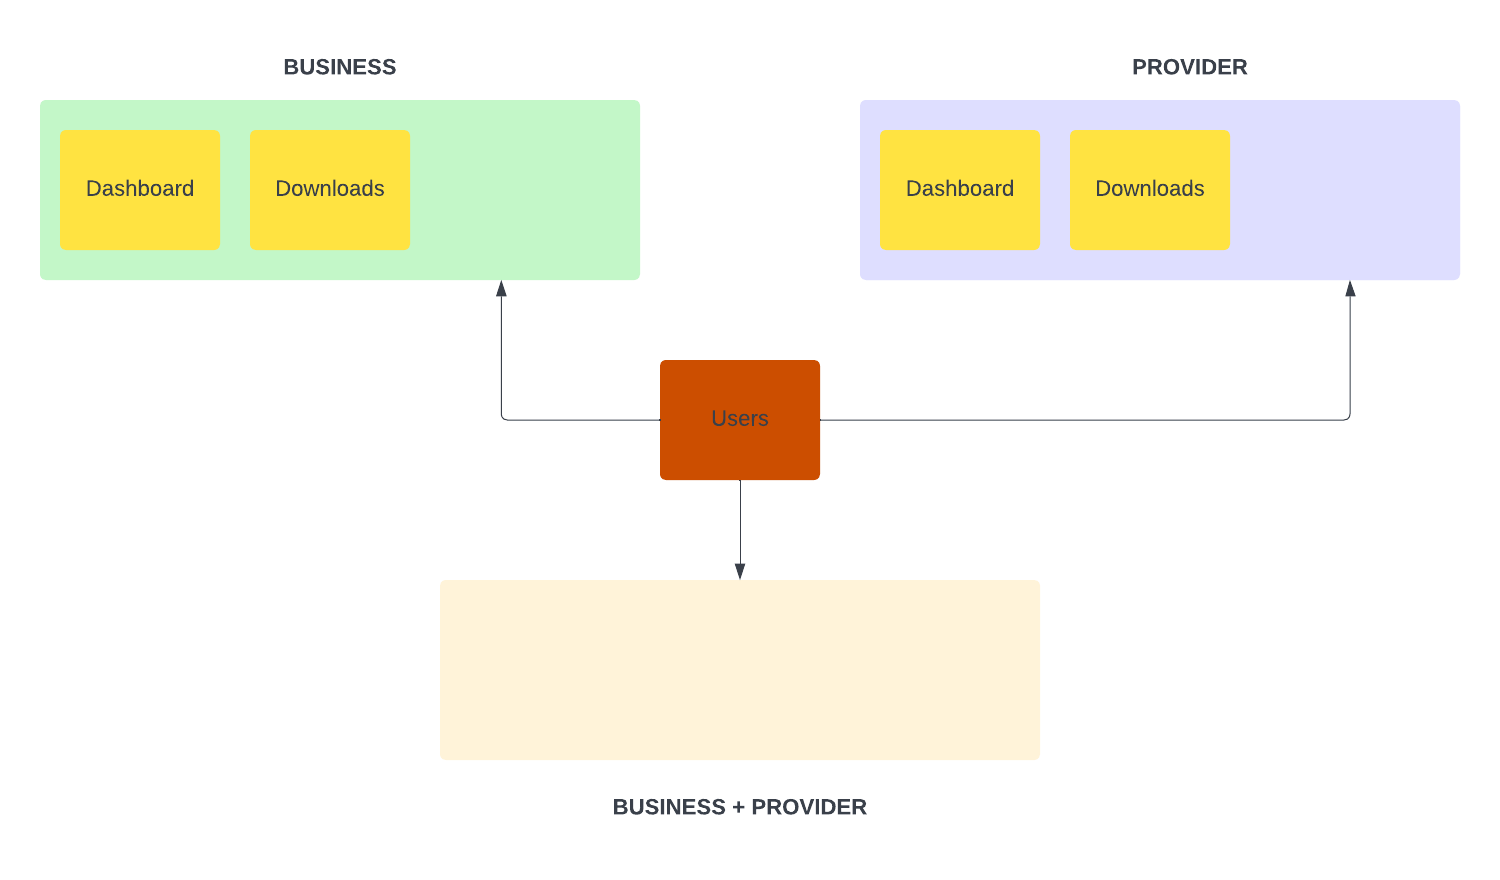 BUSINESS
PROVIDER
Dashboard
Downloads
Dashboard
Downloads
Users
BUSINESS + PROVIDER